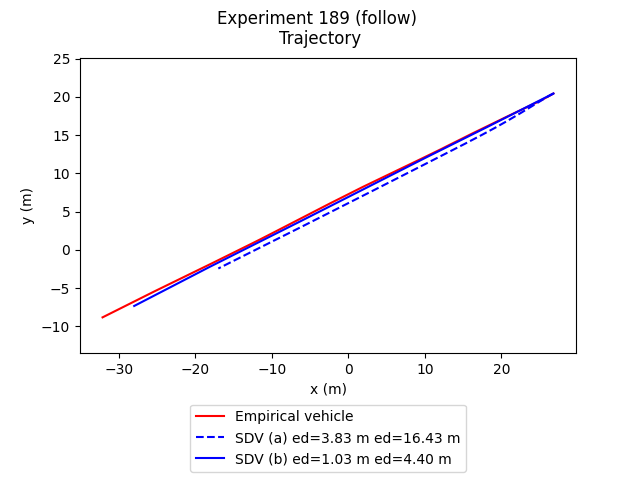 Experiment 189 (follow)
Trajectory
25
20
15
10
5
0
−5
−10
y (m)
−30 −20 −10 0 10 20
x (m)
Empirical vehicle
SDV (a) ed=3.83 m ed=16.43 m
SDV (b) ed=1.03 m ed=4.40 m